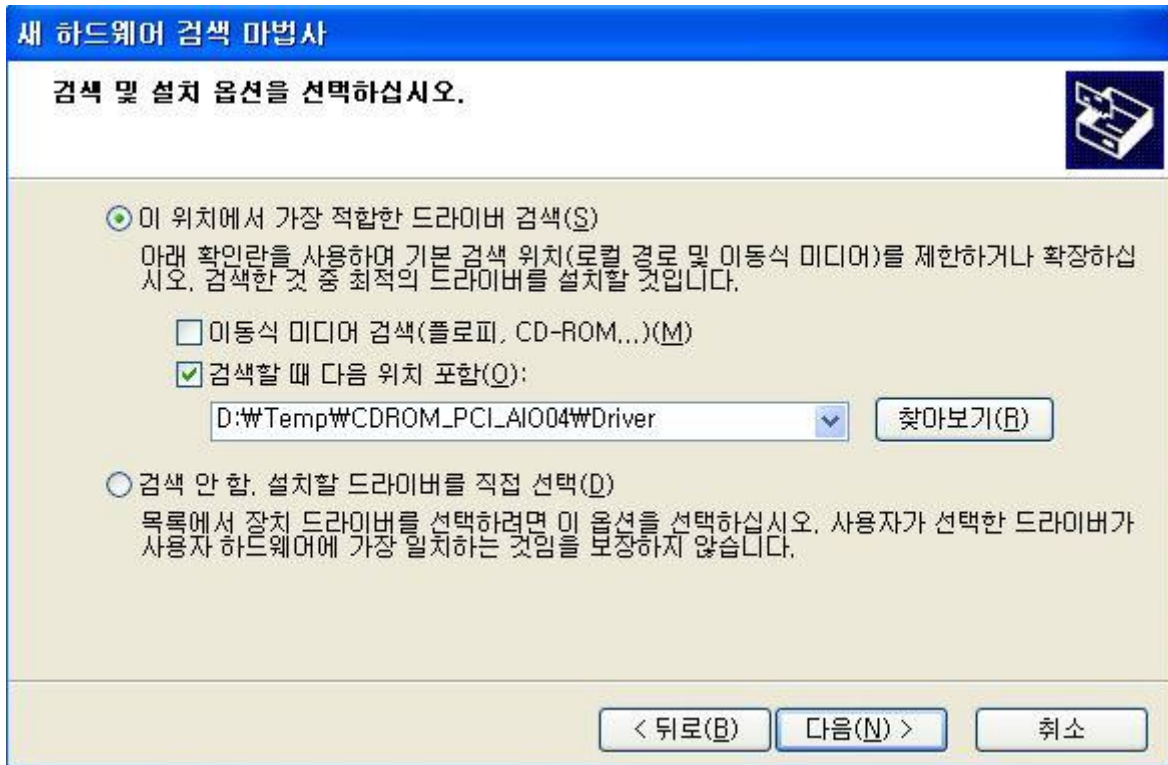 새 하드웨어 검색 마법사
검색 및 설치 옵션을 선택하십시오.
이 위치에서 가장 적합한 드라이버 검색(S)
아래 확인란을 사용하여 기본 검색 위치(로컬 경로 및 이동식 미디어)를 제한하거나 확장하십
시오. 검색한 것 중 최적의 드라이버를 설치할 것입니다.
이동식 미디어 검색(플로피, CD-ROM...)(M)
검색할 때 다음 위치 포함(O):
D:₩Temp₩CDROM_PCI_AIO04₩Driver
찾아보기(R)
검색 안 함. 설치할 드라이버를 직접 선택(D)
목록에서 장치 드라이버를 선택하려면 이 옵션을 선택하십시오. 사용자가 선택한 드라이버가
사용자 하드웨어에 가장 일치하는 것임을 보장하지 않습니다.
< 뒤로(B)
다음(N) >
취소